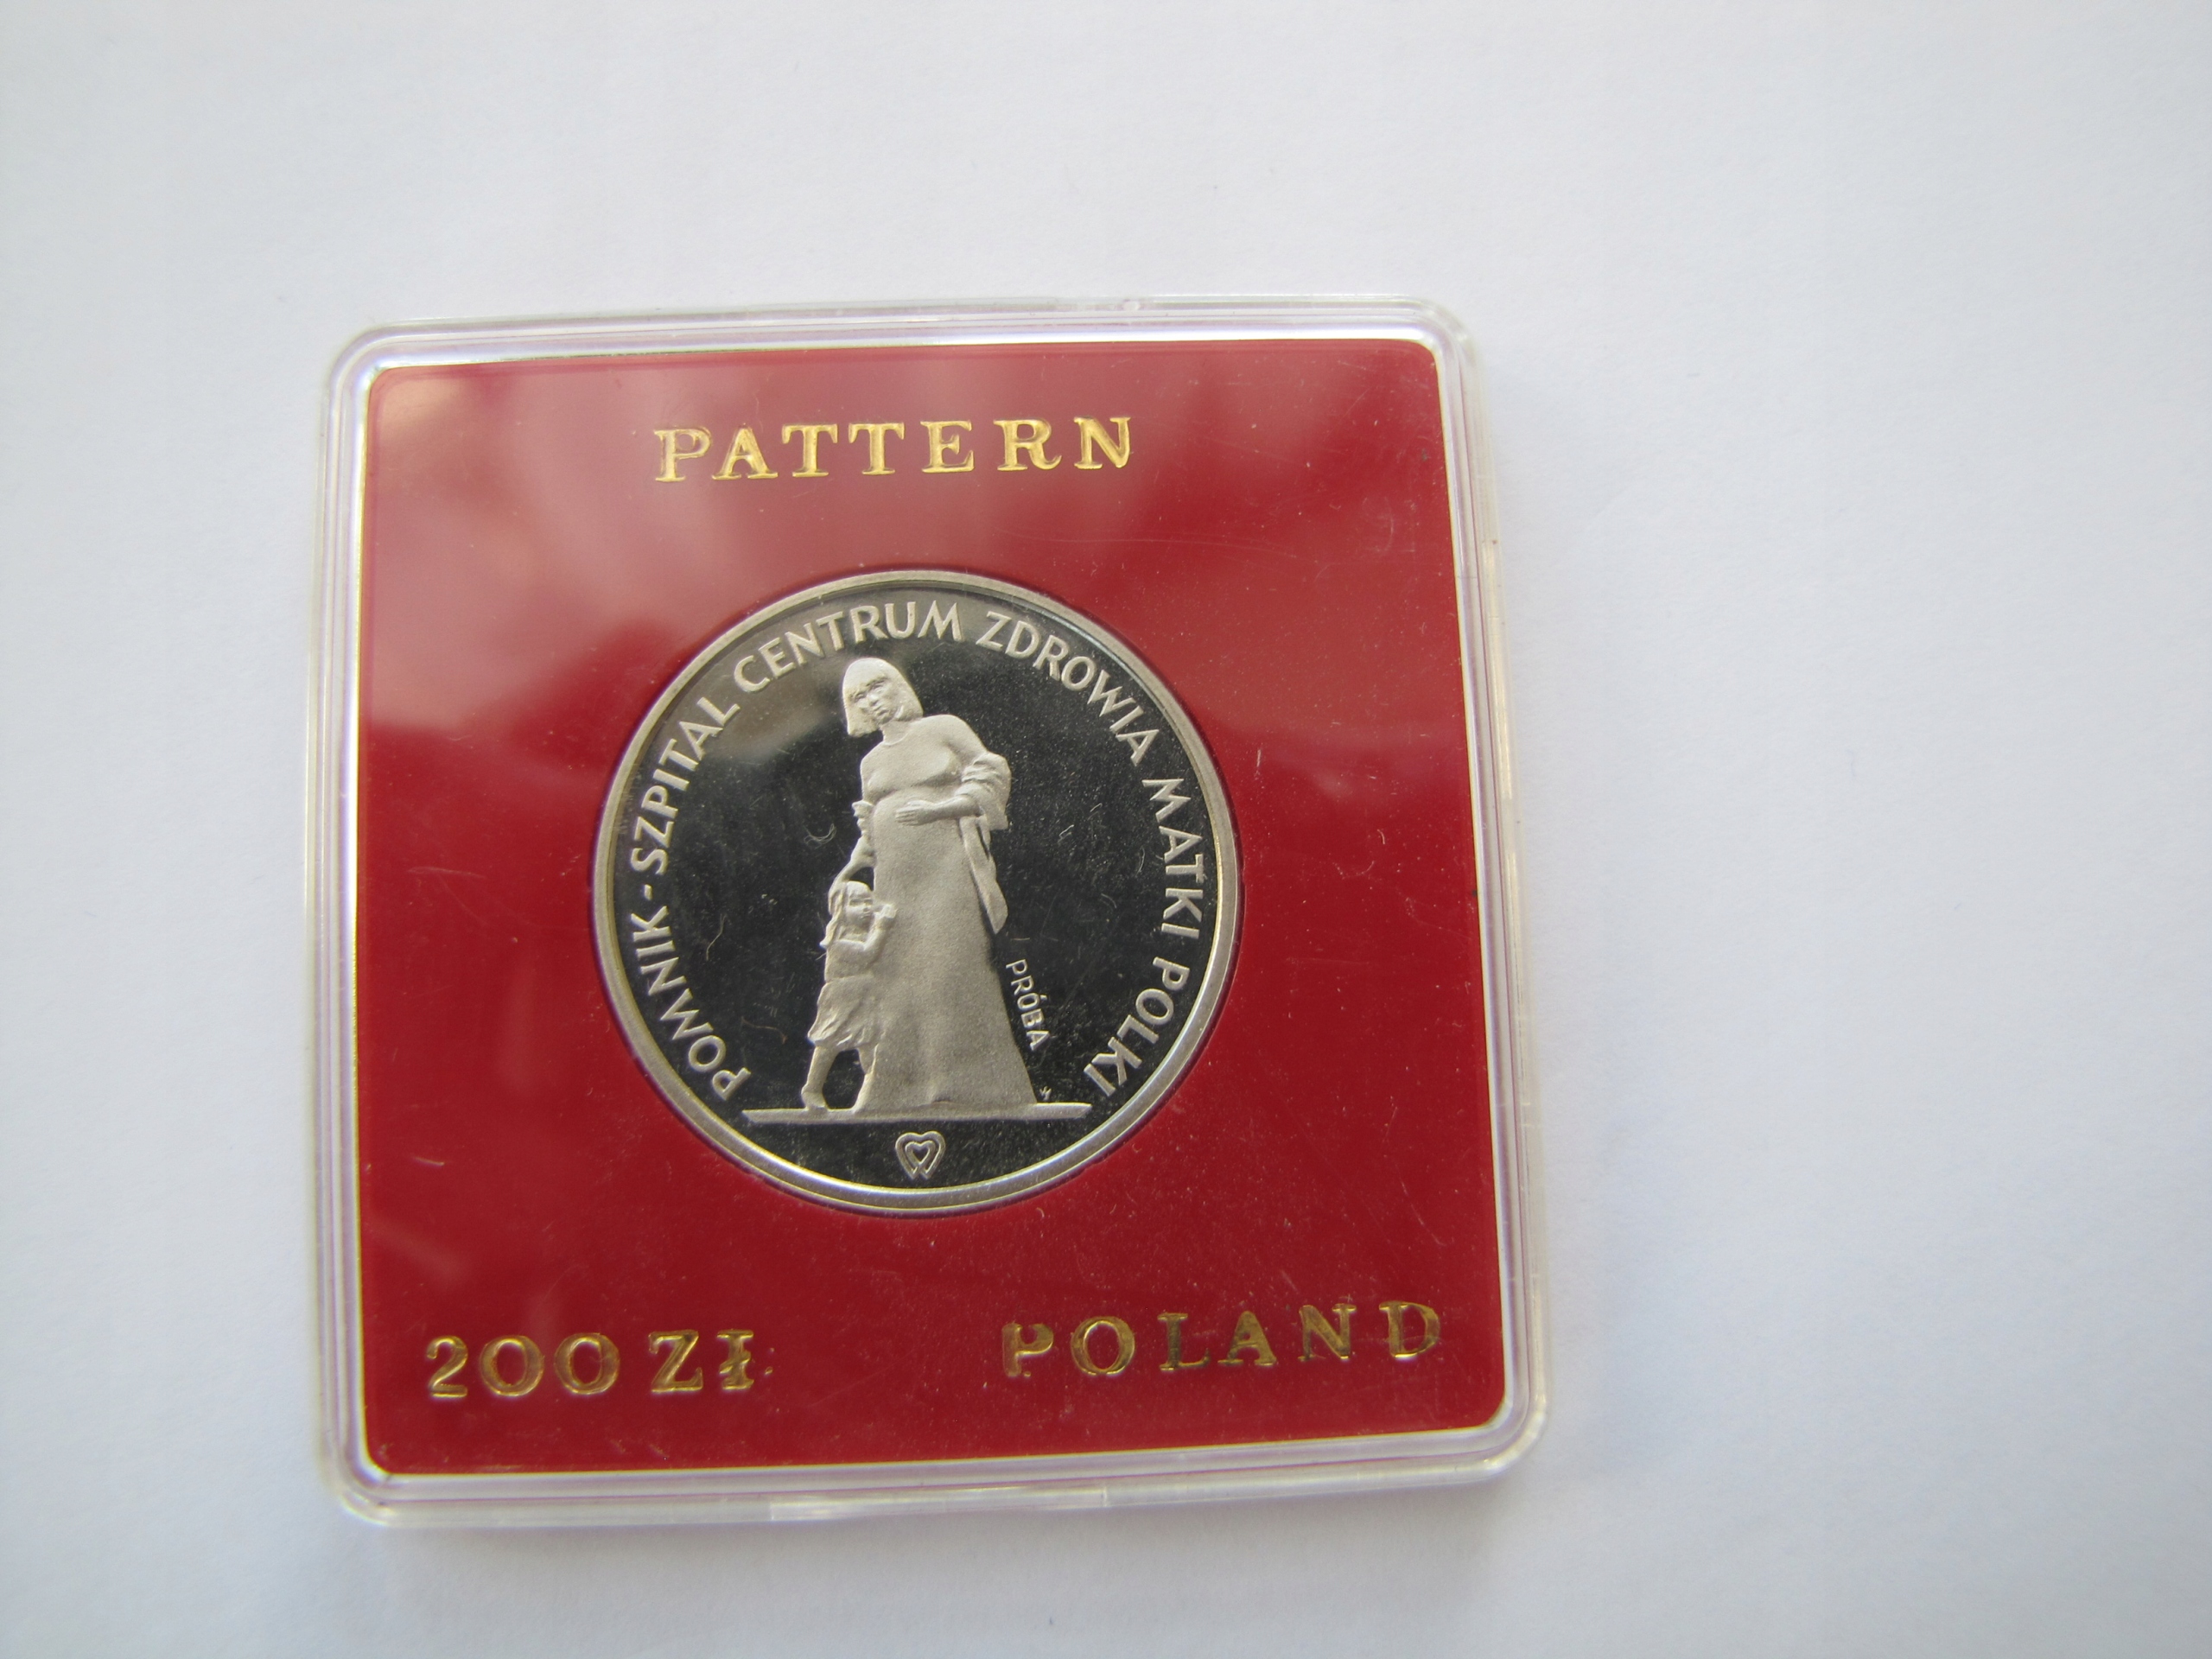 PATTERN
POMNIK-SZPITAL CENTRUM ZDROWIA MATKI POLKI
PRÓBA
200 Zł
POLAND